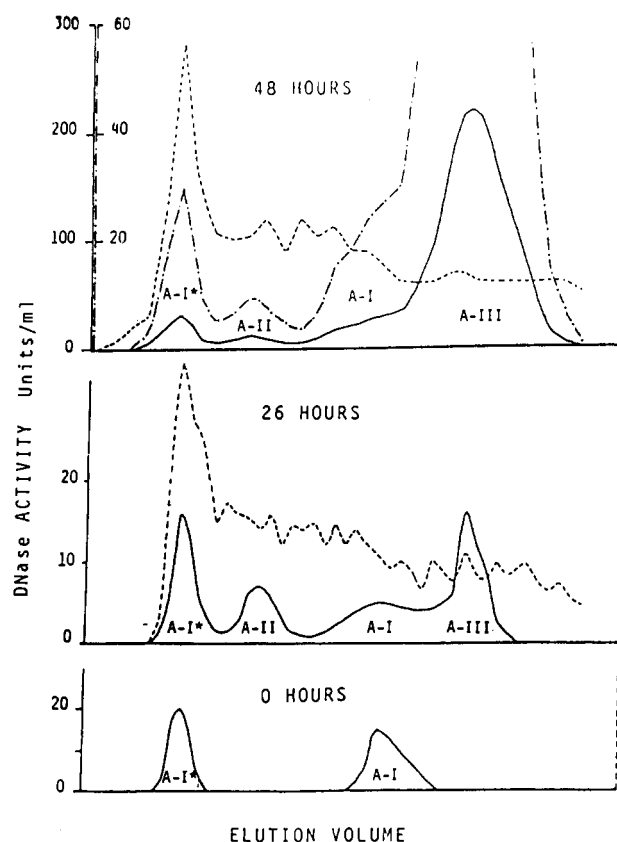 300
60
48 HOURS
200
40
100
20
A-I*
A-II
A-I
A-III
0
DNase ACTIVITY Units/ml
26 HOURS
20
10
0
A-I*
A-II
A-I
A-III
0 HOURS
20
0
A-I*
A-I
ELUTION VOLUME